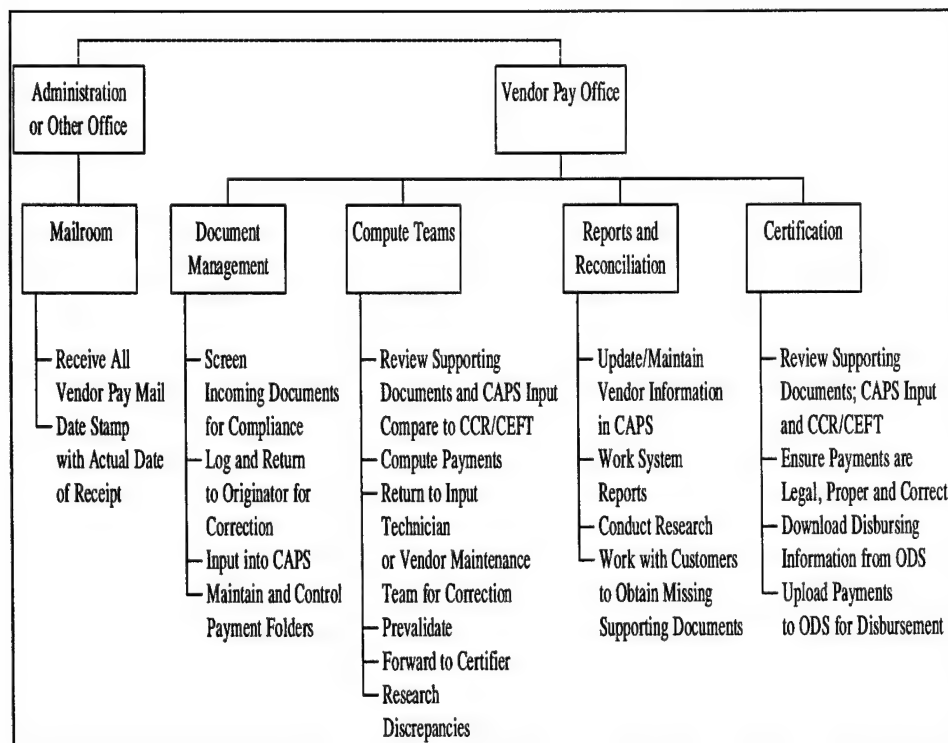 Administration
or Other Office
Vendor Pay Office
Mailroom
Document
Management
Compute Teams
Reports and
Reconciliation
Certification
Receive All
Vendor Pay Mail
Date Stamp
with Actual Date
of Receipt
Screen
Incoming Documents
for Compliance
Log and Return
to Originator for
Correction
Input into CAPS
Maintain and Control
Payment Folders
Review Supporting
Documents and CAPS Input
Compare to CCR/CEFT
Compute Payments
Return to Input
Technician
or Vendor Maintenance
Team for Correction
Prevalidate
Forward to Certifier
Research
Discrepancies
Update/Maintain
Vendor Information
in CAPS
Work System
Reports
Conduct Research
Work with Customers
to Obtain Missing
Supporting Documents
Review Supporting
Documents; CAPS Input
and CCR/CEFT
Ensure Payments are
Legal, Proper and Correct
Download Disbursing
Information from ODS
Upload Payments
to ODS for Disbursement